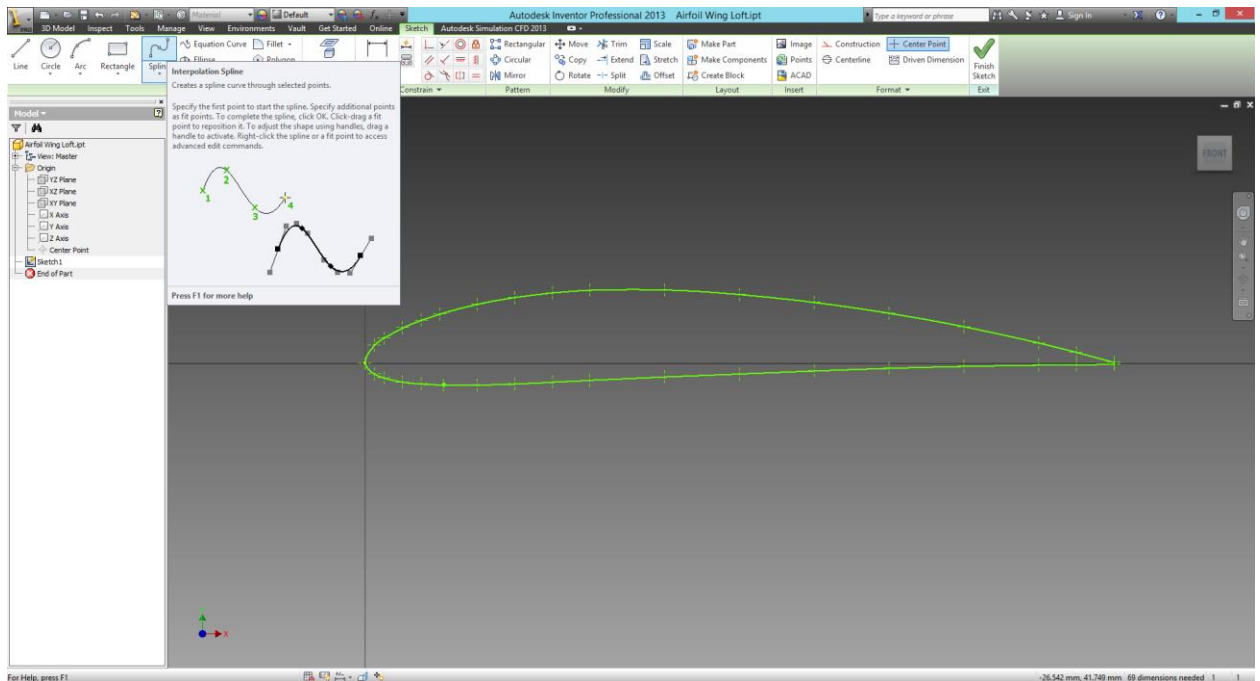 Material
Default
Autodesk Inventor Professional 2013 Airfoil Wing Loft.ipt
Type a keyword or phrase
Sign In
PRO
3D Model Inspect Tools Manage View Environments Vault Get Started Online Sketch Autodesk Simulation CFD 2013
Line
Circle
Arc
Rectangle
Equation Curve
Fillet
Ellipse
Polygon
Rectangular
Circular
Mirror
Move
Copy
Rotate
Trim
Extend
Split
Scale
Stretch
Offset
Make Part
Make Components
Create Block
Image
Points
ACAD
Construction
Centerline
Center Point
Driven Dimension
Finish
Sketch
Constrain
Pattern
Modify
Layout
Insert
Format
Exit
Interpolation Spline
Creates a spline curve through selected points.
Specify the first point to start the spline. Specify additional points
as fit points. To complete the spline, click OK. Click-drag a fit
point to reposition it. To adjust the shape using handles, drag a
handle to activate. Right-click the spline or a fit point to access
advanced edit commands.
1
2
3
4
Press F1 for more help
Model
Airfoil Wing Loft.ipt
View: Master
Origin
YZ Plane
XZ Plane
XY Plane
X Axis
Y Axis
Z Axis
Center Point
Sketch1
End of Part
FRONT
X
For Help, press F1
-26.542 mm, 41.749 mm 69 dimensions needed 1 1